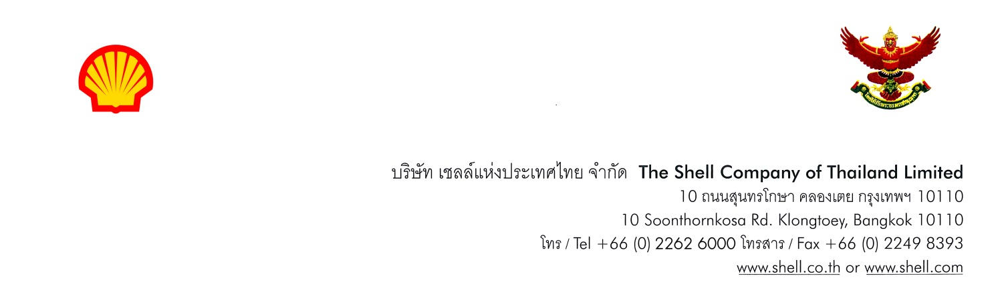 โดยได้รับพระบรมราชานุญาต
บริษัท เชลล์แห่งประเทศไทย จำกัด The Shell Company of Thailand Limited
10 ถนนสุนทรโกษา คลองเตย กรุงเทพฯ 10110
10 Soonthornkosa Rd. Klongtoey, Bangkok 10110
โทร / Tel +66 (0) 2262 6000 โทรสาร / Fax +66 (0) 2249 8393
www.shell.co.th or www.shell.com